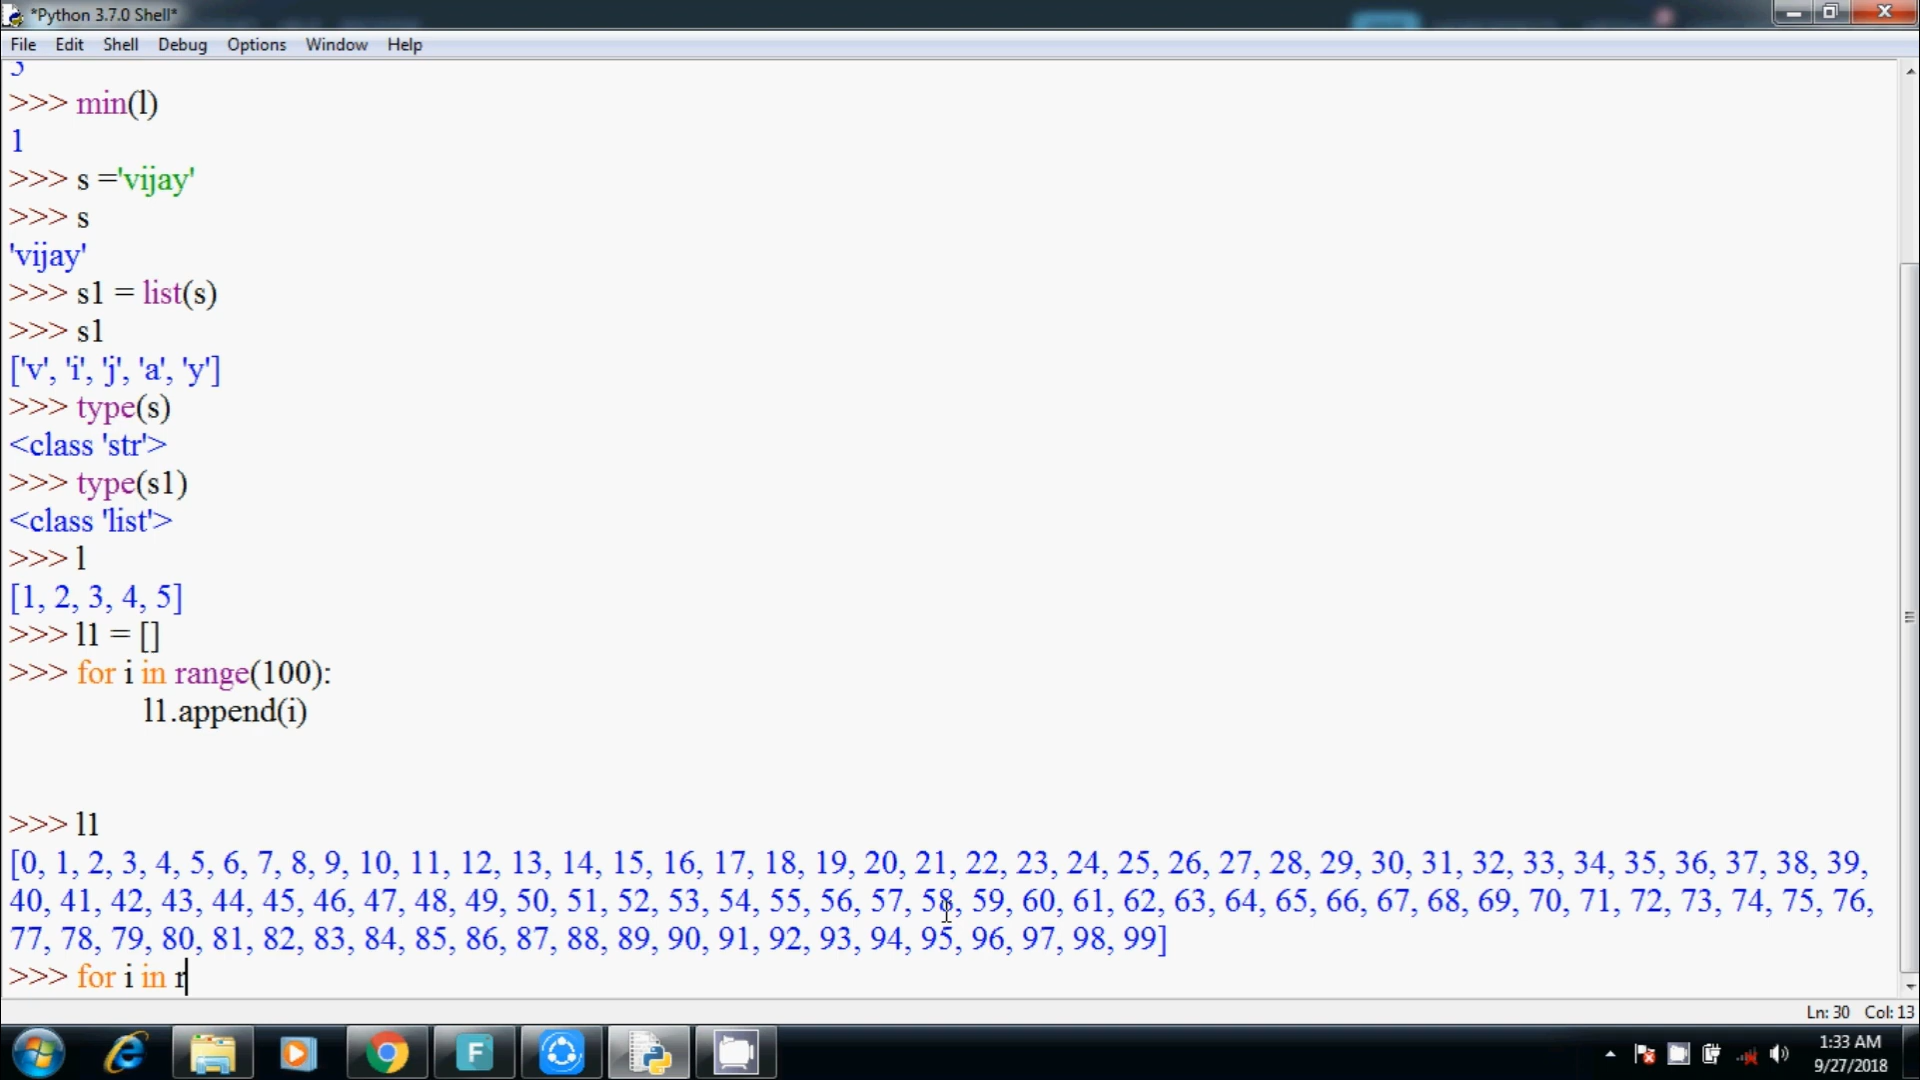 *Python 3.7.0 Shell*
File Edit Shell Debug Options Window Help
>>> min(l)
1
>>> s ='vijay'
>>> s
'vijay'
>>> s1 = list(s)
>>> s1
['v', 'i', 'j', 'a', 'y']
>>> type(s)
<class 'str'>
>>> type(s1)
<class 'list'>
>>> l
[1, 2, 3, 4, 5]
>>> l1 = []
>>> for i in range(100):
l1.append(i)
>>> l1
[0, 1, 2, 3, 4, 5, 6, 7, 8, 9, 10, 11, 12, 13, 14, 15, 16, 17, 18, 19, 20, 21, 22, 23, 24, 25, 26, 27, 28, 29, 30, 31, 32, 33, 34, 35, 36, 37, 38, 39,
40, 41, 42, 43, 44, 45, 46, 47, 48, 49, 50, 51, 52, 53, 54, 55, 56, 57, 58, 59, 60, 61, 62, 63, 64, 65, 66, 67, 68, 69, 70, 71, 72, 73, 74, 75, 76,
77, 78, 79, 80, 81, 82, 83, 84, 85, 86, 87, 88, 89, 90, 91, 92, 93, 94, 95, 96, 97, 98, 99]
>>> for i in r
Ln: 30 Col: 13
F
1:33 AM
9/27/2018